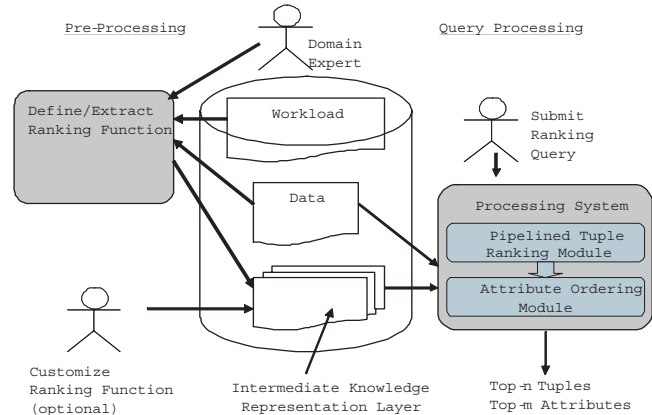 Pre-Processing
Query Processing
Domain
Expert
Define/Extract
Ranking Function
Workload
Submit
Ranking
Query
Data
Processing System
Pipelined Tuple
Ranking Module
Attribute Ordering
Module
Customize
Ranking Function
(optional)
Intermediate Knowledge
Representation Layer
Top-n Tuples
Top-m Attributes